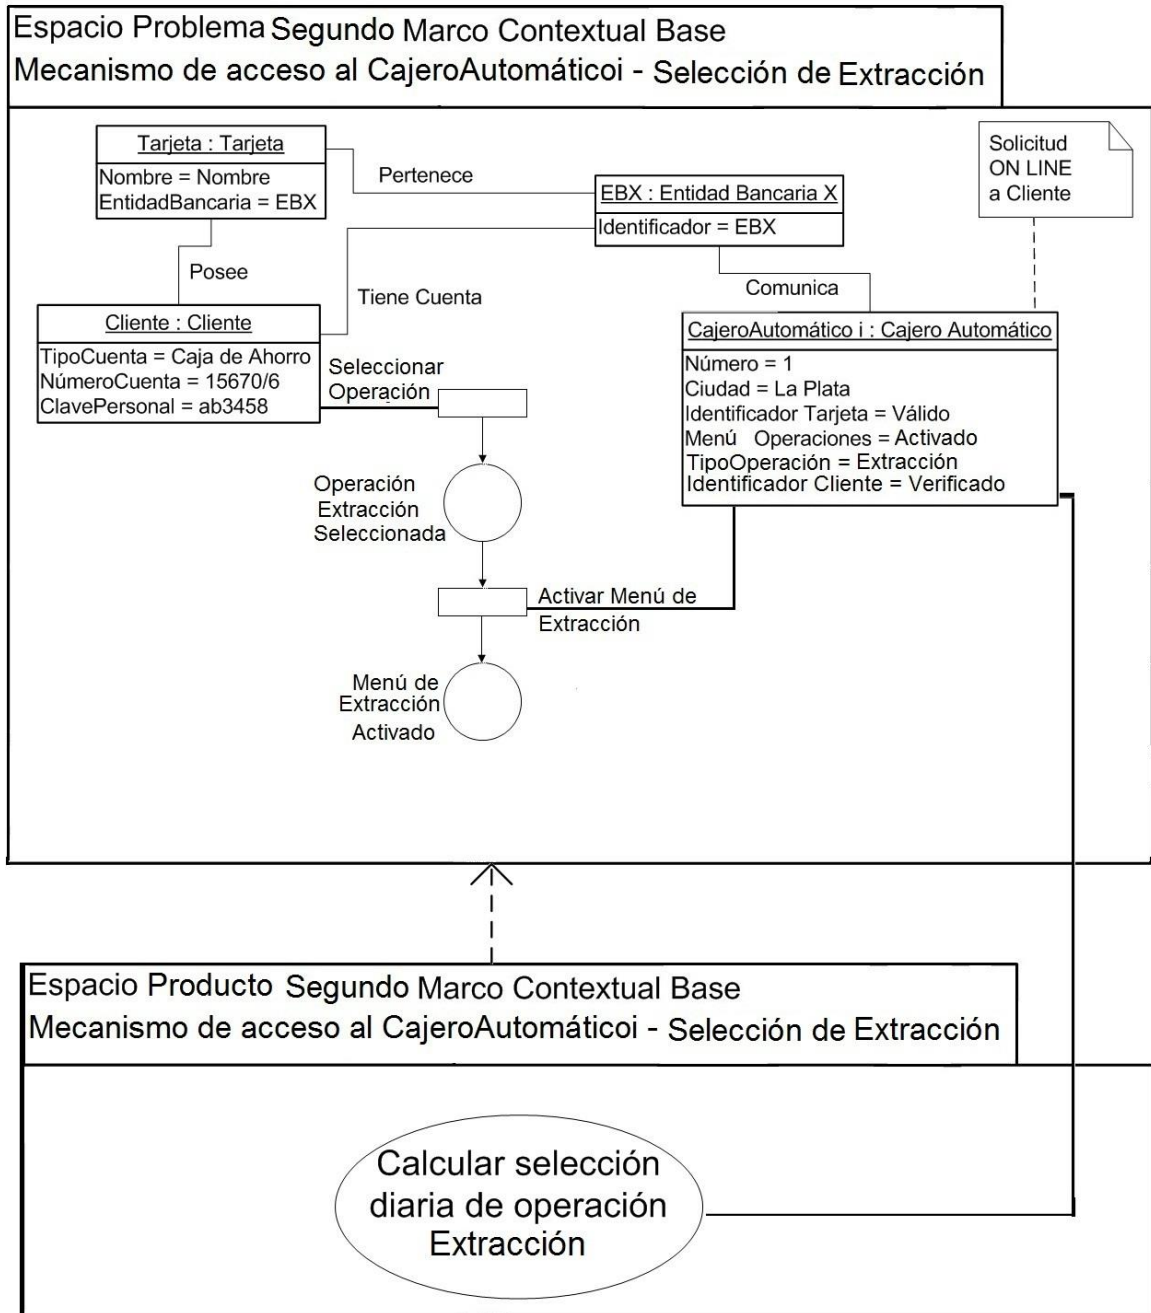 Espacio Problema Segundo Marco Contextual Base
Mecanismo de acceso al CajeroAutomáticoi - Selección de Extracción
Tarjeta : Tarjeta
Nombre = Nombre
EntidadBancaria = EBX
Pertenece
EBX : Entidad Bancaria X
Identificador = EBX
Solicitud
ON LINE
a Cliente
Posee
Tiene Cuenta
Comunica
Cliente : Cliente
TipoCuenta = Caja de Ahorro
NúmeroCuenta = 15670/6
ClavePersonal = ab3458
Seleccionar
Operación
CajeroAutomático i : Cajero Automático
Número = 1
Ciudad = La Plata
Identificador Tarjeta = Válido
Menú Operaciones = Activado
TipoOperación = Extracción
Identificador Cliente = Verificado
Operación
Extracción
Seleccionada
Activar Menú de
Extracción
Menú de
Extracción
Activado
Espacio Producto Segundo Marco Contextual Base
Mecanismo de acceso al CajeroAutomáticoi - Selección de Extracción
Calcular selección
diaria de operación
Extracción